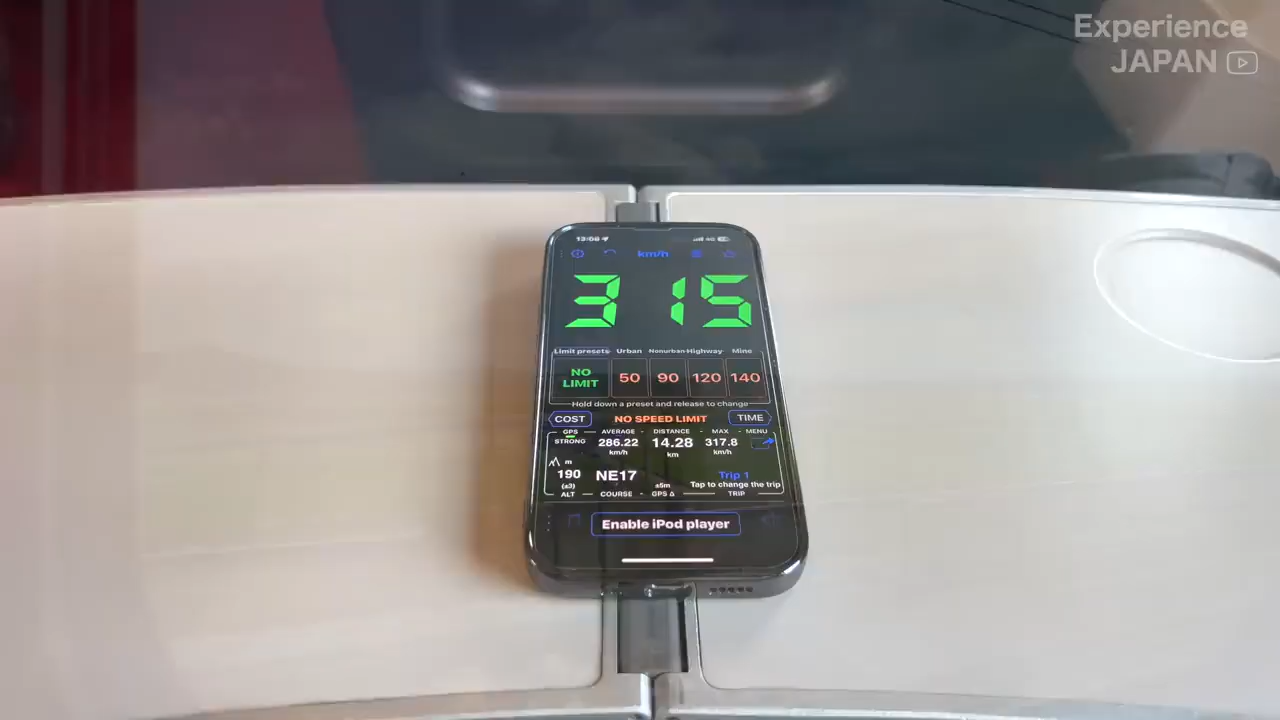 Experience
JAPAN
13:08
4G
km/h
315
Limit presets Urban Nonurban Highway Mine
NO LIMIT 50 90 120 140
Hold down a preset and release to change
COST NO SPEED LIMIT TIME
GPS AVERAGE DISTANCE MAX MENU
STRONG 286.22 14.28 317.8
km/h km km/h
m
190 NE17 Trip 1
(±3) ±5m Tap to change the trip
ALT COURSE GPS Δ TRIP
Enable iPod player